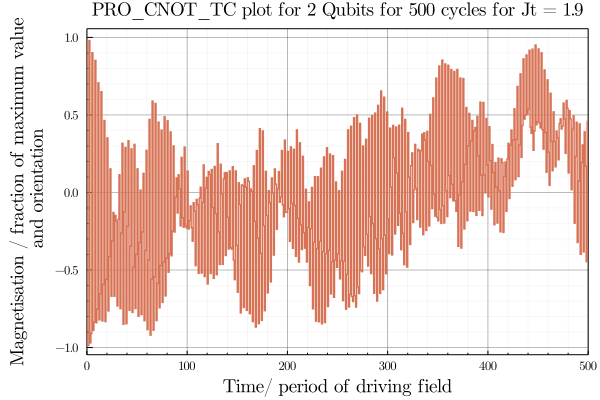 PRO_CNOT_TC plot for 2 Qubits for 500 cycles for Jt = 1.9
Magnetisation / fraction of maximum value
and orientation
1.0
0.5
0.0
−0.5
−1.0
0 100 200 300 400 500
Time/ period of driving field